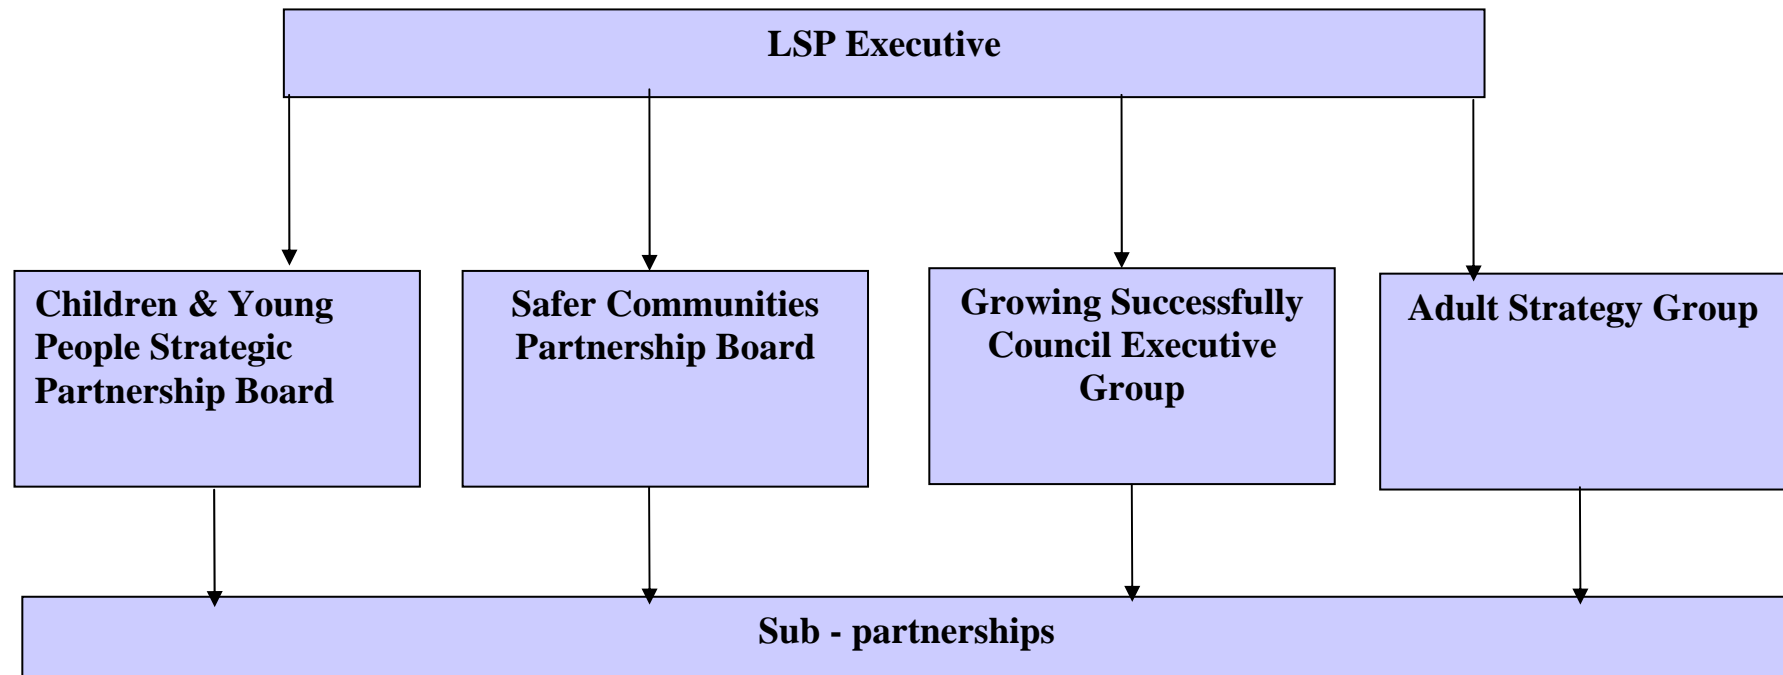 LSP Executive
Children & Young
People Strategic
Partnership Board
Safer Communities
Partnership Board
Growing Successfully
Council Executive
Group
Adult Strategy Group
Sub - partnerships